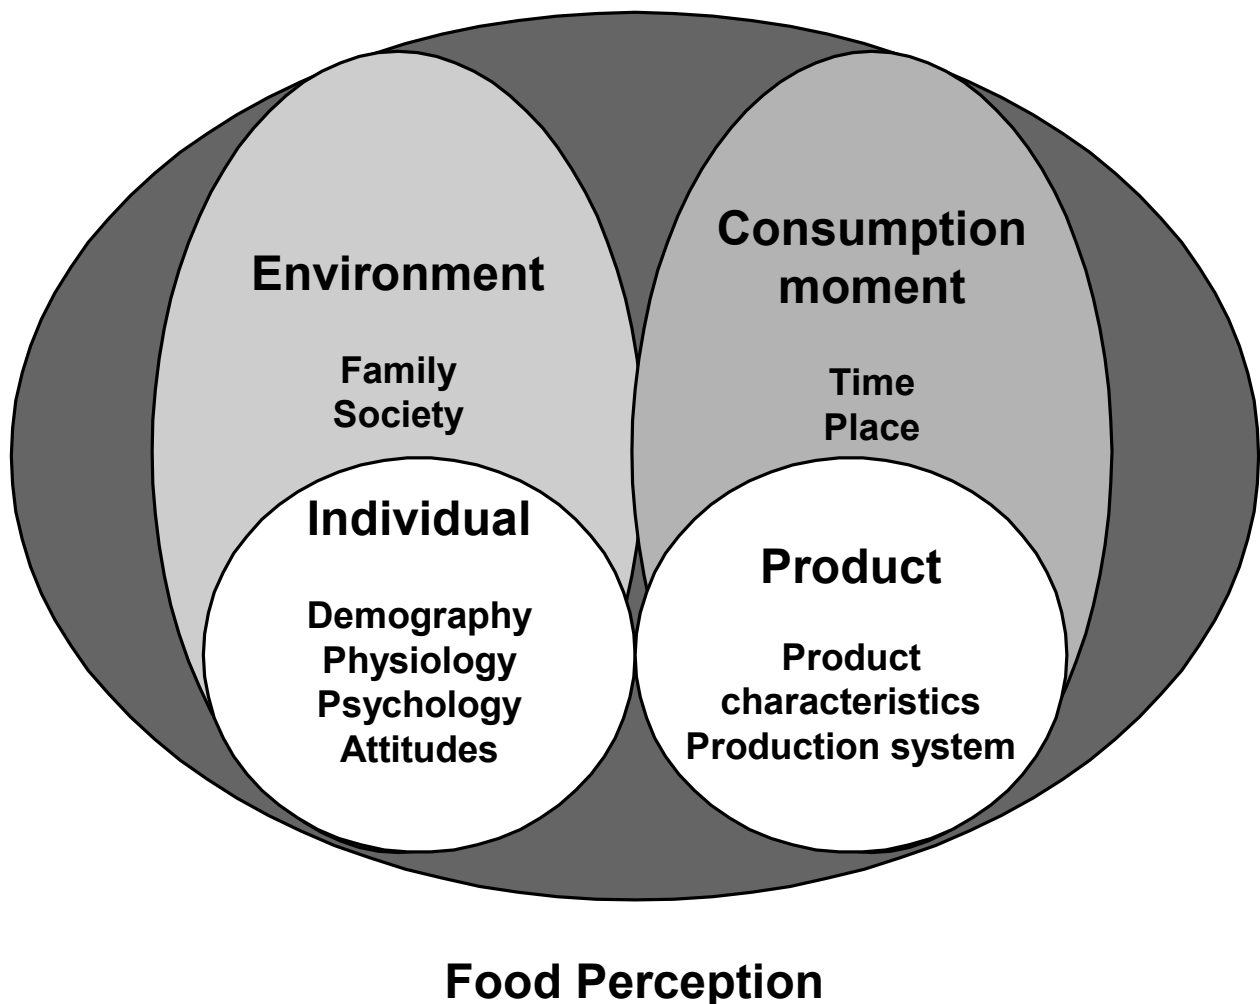 Environment
Family
Society
Consumption
moment
Time
Place
Individual
Demography
Physiology
Psychology
Attitudes
Product
Product
characteristics
Production system
Food Perception